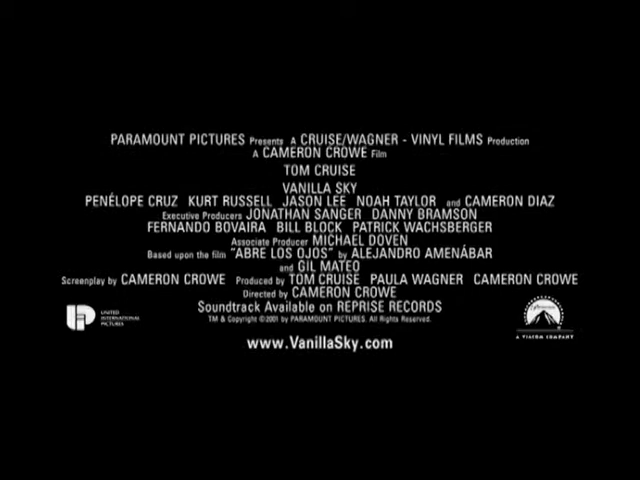 PARAMOUNT PICTURES Presents A CRUISE/WAGNER - VINYL FILMS Production
A CAMERON CROWE Film
TOM CRUISE
VANILLA SKY
PENÉLOPE CRUZ KURT RUSSELL JASON LEE NOAH TAYLOR and CAMERON DIAZ
Executive Producers JONATHAN SANGER DANNY BRAMSON
FERNANDO BOVAIRA BILL BLOCK PATRICK WACHSBERGER
Associate Producer MICHAEL DOVEN
Based upon the film "ABRE LOS OJOS" by ALEJANDRO AMENÁBAR
and GIL MATEO
Screenplay by CAMERON CROWE Produced by TOM CRUISE PAULA WAGNER CAMERON CROWE
Directed by CAMERON CROWE
Soundtrack Available on REPRISE RECORDS
TM & Copyright ©2001 by PARAMOUNT PICTURES. All Rights Reserved.
UNITED
INTERNATIONAL
PICTURES
Paramount
A VIACOM COMPANY
www.VanillaSky.com